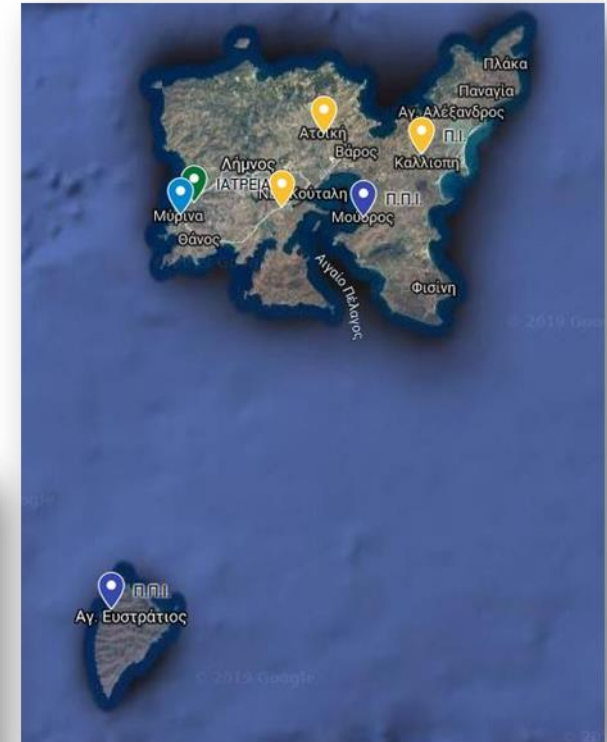 Πλάκα
Παναγία
Αγ. Αλέξανδρος
Ατσική
Π.Ι.
Βάρος
Καλλιόπη
Λήμνος
ΙΑΤΡΕΙΑ
Κούταλη
Π.Π.Ι.
Μύρινα
Μούδρος
Θάνος
Αιγαίο Πέλαγος
Φισίνη
© 2019
Π.Π.Ι.
Αγ. Ευστράτιος
© 2019 Google